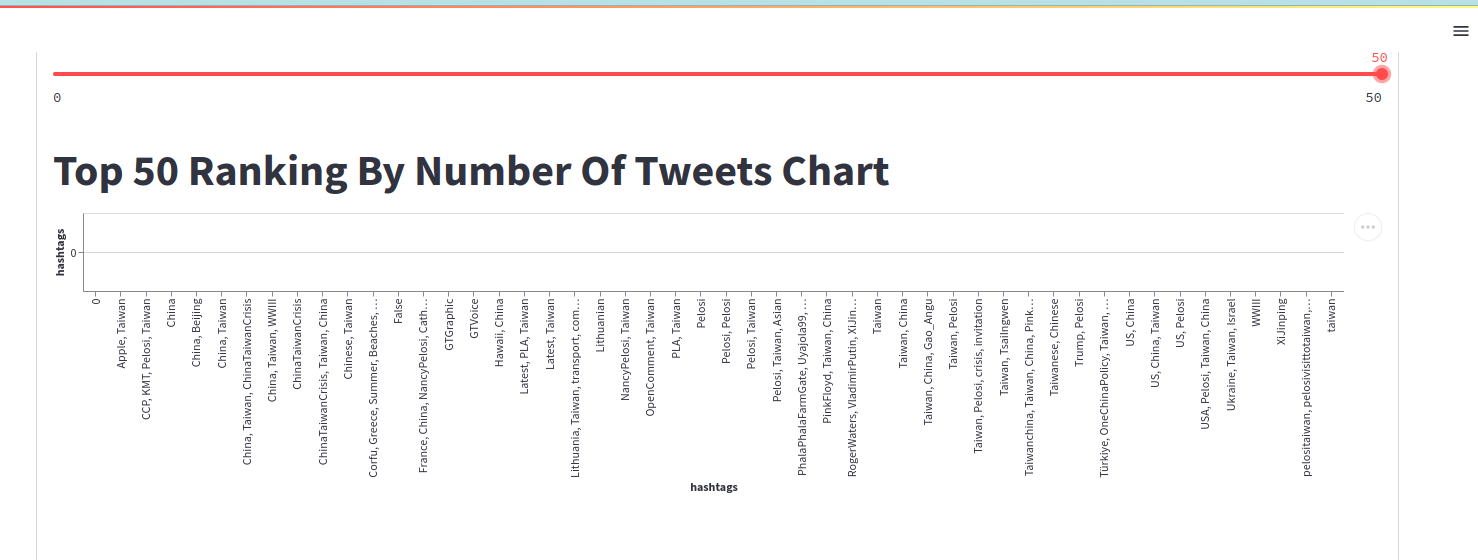 50
0 50
Top 50 Ranking By Number Of Tweets Chart
hashtags
0
0
Apple, Taiwan
CCP, KMT, Pelosi, Taiwan
China
China, Beijing
China, Taiwan
China, Taiwan, ChinaTaiwanCrisis
China, Taiwan, WWIII
ChinaTaiwanCrisis
ChinaTaiwanCrisis, Taiwan, China
Chinese, Taiwan
Corfu, Greece, Summer, Beaches, …
False
France, China, NancyPelosi, Cath…
GTGraphic
GTVoice
Hawaii, China
Latest, PLA, Taiwan
Latest, Taiwan
Lithuania, Taiwan, transport, com…
Lithuanian
NancyPelosi, Taiwan
OpenComment, Taiwan
PLA, Taiwan
Pelosi
Pelosi, Pelosi
Pelosi, Taiwan
Pelosi, Taiwan, Asian
PhalaPhalaFarmGate, Uyajola99, …
PinkFloyd, Taiwan, China
RogerWaters, VladimirPutin, XiJin…
Taiwan
Taiwan, China
Taiwan, China, Gao_Angu
Taiwan, Pelosi
Taiwan, Pelosi, crisis, invitation
Taiwan, TsaiIngwen
Taiwanchina, Taiwan, China, Pink…
Taiwanese, Chinese
Trump, Pelosi
Türkiye, OneChinaPolicy, Taiwan, …
US, China
US, China, Taiwan
US, Pelosi
USA, Pelosi, Taiwan, China
Ukraine, Taiwan, Israel
WWIII
XiJinping
pelositaiwan, pelosivisittotaiwan,…
taiwan
hashtags